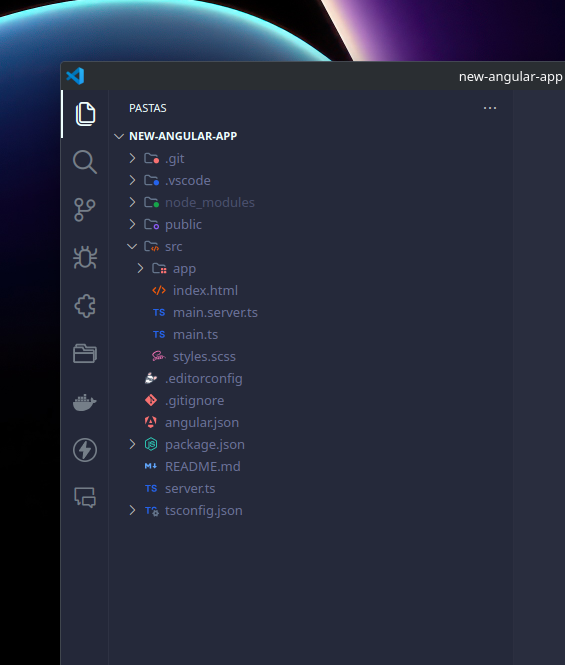 new-angular-app
PASTAS
NEW-ANGULAR-APP
.git
.vscode
node_modules
public
src
app
index.html
TS main.server.ts
TS main.ts
styles.scss
.editorconfig
.gitignore
angular.json
package.json
M↓ README.md
TS server.ts
TS tsconfig.json